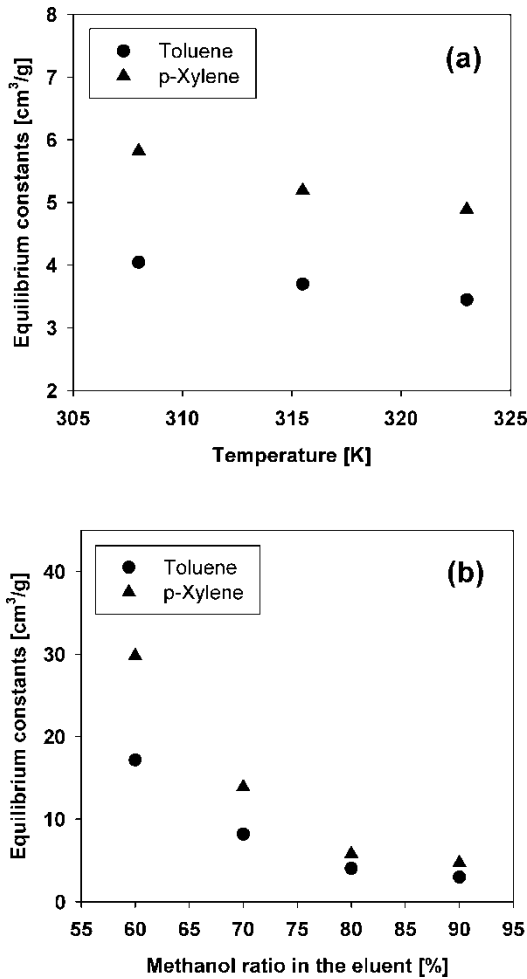 8
7
6
5
4
3
2
Equilibrium constants [cm³/g]
Toluene
p-Xylene
(a)
305 310 315 320 325
Temperature [K]
40
30
20
10
0
Equilibrium constants [cm³/g]
Toluene
p-Xylene
(b)
55 60 65 70 75 80 85 90 95
Methanol ratio in the eluent [%]